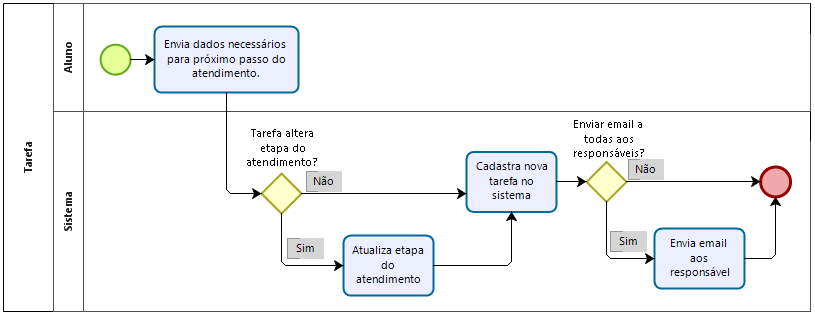 Tarefa
Aluno
Envia dados necessários
para próximo passo do
atendimento.
Sistema
Tarefa altera
etapa do
atendimento?
Não
Sim
Atualiza etapa
do
atendimento
Cadastra nova
tarefa no
sistema
Enviar email a
todas aos
responsáveis?
Não
Sim
Envia email
aos
responsável